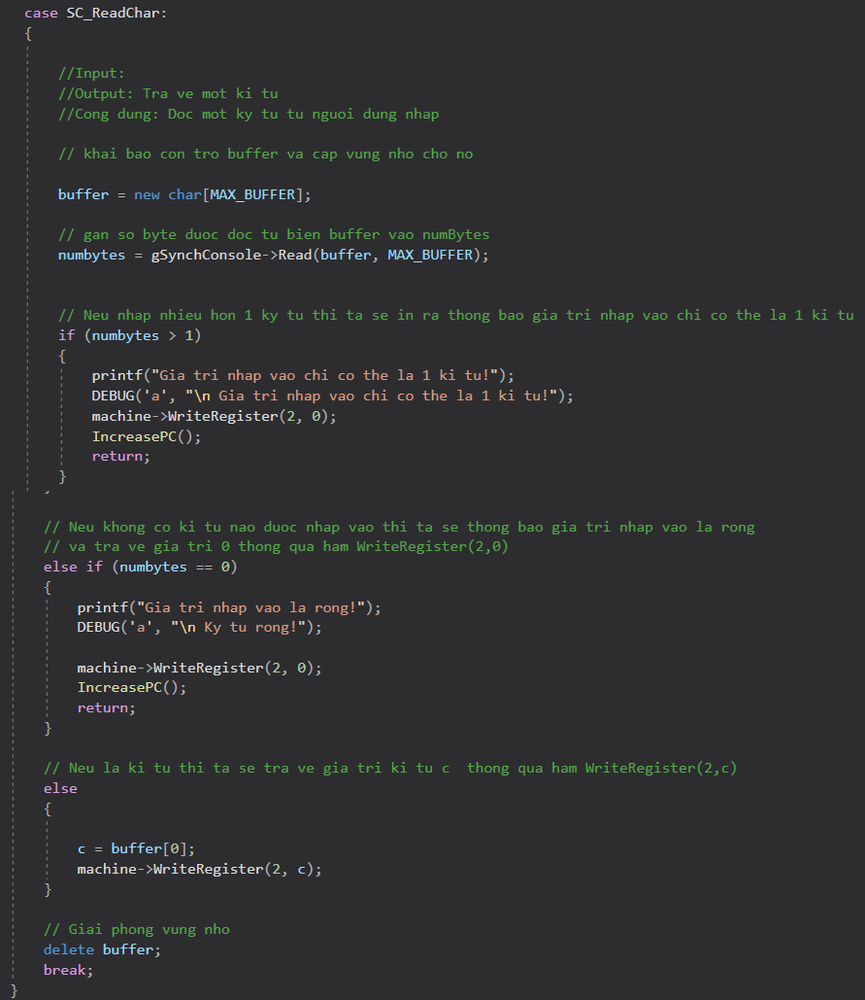 case SC_ReadChar:
{
//Input:
//Output: Tra ve mot ki tu
//Cong dung: Doc mot ky tu tu nguoi dung nhap
// khai bao con tro buffer va cap vung nho cho no
buffer = new char[MAX_BUFFER];
// gan so byte duoc doc tu bien buffer vao numBytes
numbytes = gSynchConsole->Read(buffer, MAX_BUFFER);
// Neu nhap nhieu hon 1 ky tu thi ta se in ra thong bao gia tri nhap vao chi co the la 1 ki tu
if (numbytes > 1)
{
printf("Gia tri nhap vao chi co the la 1 ki tu!");
DEBUG('a', "\n Gia tri nhap vao chi co the la 1 ki tu!");
machine->WriteRegister(2, 0);
IncreasePC();
return;
}
// Neu khong co ki tu nao duoc nhap vao thi ta se thong bao gia tri nhap vao la rong
// va tra ve gia tri 0 thong qua ham WriteRegister(2,0)
else if (numbytes == 0)
{
printf("Gia tri nhap vao la rong!");
DEBUG('a', "\n Ky tu rong!");
machine->WriteRegister(2, 0);
IncreasePC();
return;
}
// Neu la ki tu thi ta se tra ve gia tri ki tu c  thong qua ham WriteRegister(2,c)
else
{
c = buffer[0];
machine->WriteRegister(2, c);
}
// Giai phong vung nho
delete buffer;
break;
}